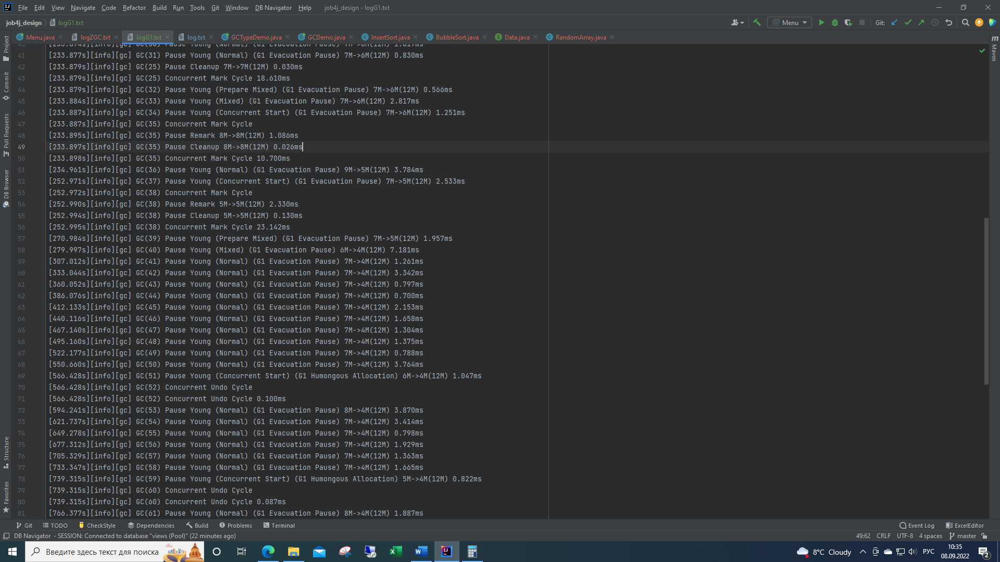 File Edit View Navigate Code Refactor Build Run Tools Git Window DB Navigator Help job4j_design - logG1.txt
job4j_design logG1.txt Menu Git:
Menu.java logZGC.txt logG1.txt log.txt GCTypeDemo.java GCDemo.java InsertSort.java BubbleSort.java Data.java RandomArray.java
41 [233.877s][info][gc] GC(31) Pause Young (Normal) (G1 Evacuation Pause) 7M->6M(12M) 0.830ms
42 [233.879s][info][gc] GC(25) Pause Cleanup 7M->7M(12M) 0.030ms
43 [233.879s][info][gc] GC(25) Concurrent Mark Cycle 18.610ms
44 [233.879s][info][gc] GC(32) Pause Young (Prepare Mixed) (G1 Evacuation Pause) 7M->6M(12M) 0.566ms
45 [233.884s][info][gc] GC(33) Pause Young (Mixed) (G1 Evacuation Pause) 7M->6M(12M) 2.817ms
46 [233.887s][info][gc] GC(34) Pause Young (Concurrent Start) (G1 Evacuation Pause) 7M->6M(12M) 1.251ms
47 [233.887s][info][gc] GC(35) Concurrent Mark Cycle
48 [233.895s][info][gc] GC(35) Pause Remark 8M->8M(12M) 1.086ms
49 [233.897s][info][gc] GC(35) Pause Cleanup 8M->8M(12M) 0.026ms
50 [233.898s][info][gc] GC(35) Concurrent Mark Cycle 10.700ms
51 [234.961s][info][gc] GC(36) Pause Young (Normal) (G1 Evacuation Pause) 9M->5M(12M) 3.784ms
52 [252.971s][info][gc] GC(37) Pause Young (Concurrent Start) (G1 Evacuation Pause) 7M->5M(12M) 2.533ms
53 [252.972s][info][gc] GC(38) Concurrent Mark Cycle
54 [252.990s][info][gc] GC(38) Pause Remark 5M->5M(12M) 2.330ms
55 [252.994s][info][gc] GC(38) Pause Cleanup 5M->5M(12M) 0.130ms
56 [252.995s][info][gc] GC(38) Concurrent Mark Cycle 23.142ms
57 [270.984s][info][gc] GC(39) Pause Young (Prepare Mixed) (G1 Evacuation Pause) 7M->5M(12M) 1.957ms
58 [279.997s][info][gc] GC(40) Pause Young (Mixed) (G1 Evacuation Pause) 6M->4M(12M) 7.181ms
59 [307.012s][info][gc] GC(41) Pause Young (Normal) (G1 Evacuation Pause) 7M->4M(12M) 1.261ms
60 [333.044s][info][gc] GC(42) Pause Young (Normal) (G1 Evacuation Pause) 7M->4M(12M) 3.342ms
61 [360.052s][info][gc] GC(43) Pause Young (Normal) (G1 Evacuation Pause) 7M->4M(12M) 0.797ms
62 [386.076s][info][gc] GC(44) Pause Young (Normal) (G1 Evacuation Pause) 7M->4M(12M) 0.700ms
63 [412.133s][info][gc] GC(45) Pause Young (Normal) (G1 Evacuation Pause) 7M->4M(12M) 2.153ms
64 [440.116s][info][gc] GC(46) Pause Young (Normal) (G1 Evacuation Pause) 7M->4M(12M) 1.658ms
65 [467.140s][info][gc] GC(47) Pause Young (Normal) (G1 Evacuation Pause) 7M->4M(12M) 1.304ms
66 [495.160s][info][gc] GC(48) Pause Young (Normal) (G1 Evacuation Pause) 7M->4M(12M) 1.375ms
67 [522.177s][info][gc] GC(49) Pause Young (Normal) (G1 Evacuation Pause) 7M->4M(12M) 0.788ms
68 [550.660s][info][gc] GC(50) Pause Young (Normal) (G1 Evacuation Pause) 7M->4M(12M) 3.764ms
69 [566.428s][info][gc] GC(51) Pause Young (Concurrent Start) (G1 Humongous Allocation) 6M->4M(12M) 1.047ms
70 [566.428s][info][gc] GC(52) Concurrent Undo Cycle
71 [566.428s][info][gc] GC(52) Concurrent Undo Cycle 0.100ms
72 [594.241s][info][gc] GC(53) Pause Young (Normal) (G1 Evacuation Pause) 8M->4M(12M) 3.870ms
73 [621.737s][info][gc] GC(54) Pause Young (Normal) (G1 Evacuation Pause) 7M->4M(12M) 3.414ms
74 [649.278s][info][gc] GC(55) Pause Young (Normal) (G1 Evacuation Pause) 7M->4M(12M) 0.798ms
75 [677.312s][info][gc] GC(56) Pause Young (Normal) (G1 Evacuation Pause) 7M->4M(12M) 1.929ms
76 [705.329s][info][gc] GC(57) Pause Young (Normal) (G1 Evacuation Pause) 7M->4M(12M) 1.363ms
77 [733.347s][info][gc] GC(58) Pause Young (Normal) (G1 Evacuation Pause) 7M->4M(12M) 1.665ms
78 [739.315s][info][gc] GC(59) Pause Young (Concurrent Start) (G1 Humongous Allocation) 5M->4M(12M) 0.822ms
79 [739.315s][info][gc] GC(60) Concurrent Undo Cycle
80 [739.315s][info][gc] GC(60) Concurrent Undo Cycle 0.087ms
81 [766.377s][info][gc] GC(61) Pause Young (Normal) (G1 Evacuation Pause) 8M->4M(12M) 1.887ms
Project
Commit
Pull Requests
DB Browser
Structure
Favorites
Maven
Git TODO CheckStyle Dependencies Build Problems Terminal Event Log ExcelEditor
DB Navigator - SESSION: Connected to database "views (Pool)" (22 minutes ago) 49:62 CRLF UTF-8 4 spaces master
Введите здесь текст для поиска 8°C Cloudy РУС 10:35
08.09.2022 2